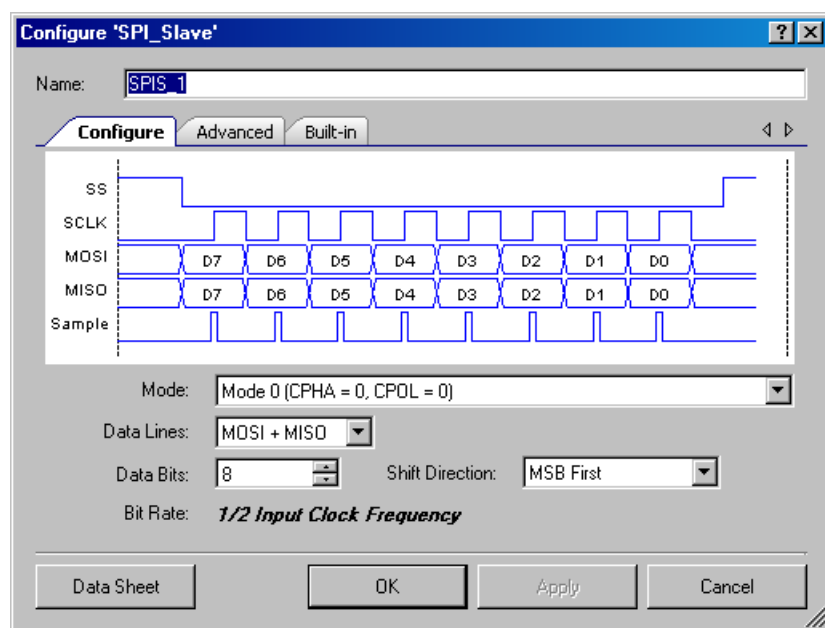 Configure 'SPI_Slave'
Name: SPIS_1
Configure Advanced Built-in
SS
SCLK
MOSI D7 D6 D5 D4 D3 D2 D1 D0
MISO D7 D6 D5 D4 D3 D2 D1 D0
Sample
Mode: Mode 0 (CPHA = 0, CPOL = 0)
Data Lines: MOSI + MISO
Data Bits: 8 Shift Direction: MSB First
Bit Rate: 1/2 Input Clock Frequency
Data Sheet OK Apply Cancel